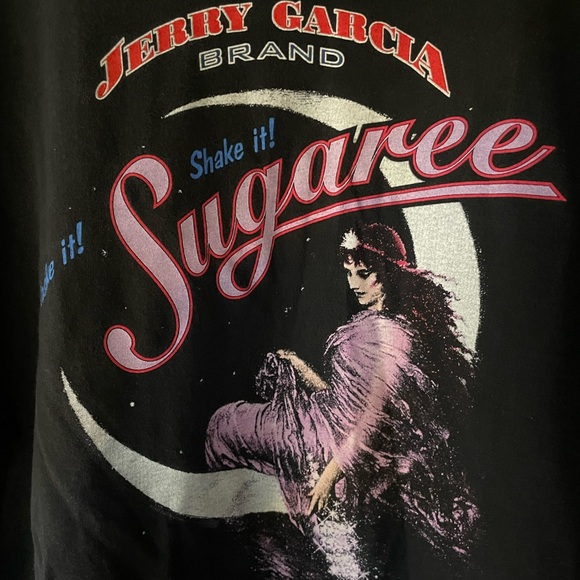 JERRY GARCIA
BRAND
Shake it!
Sugaree
it!